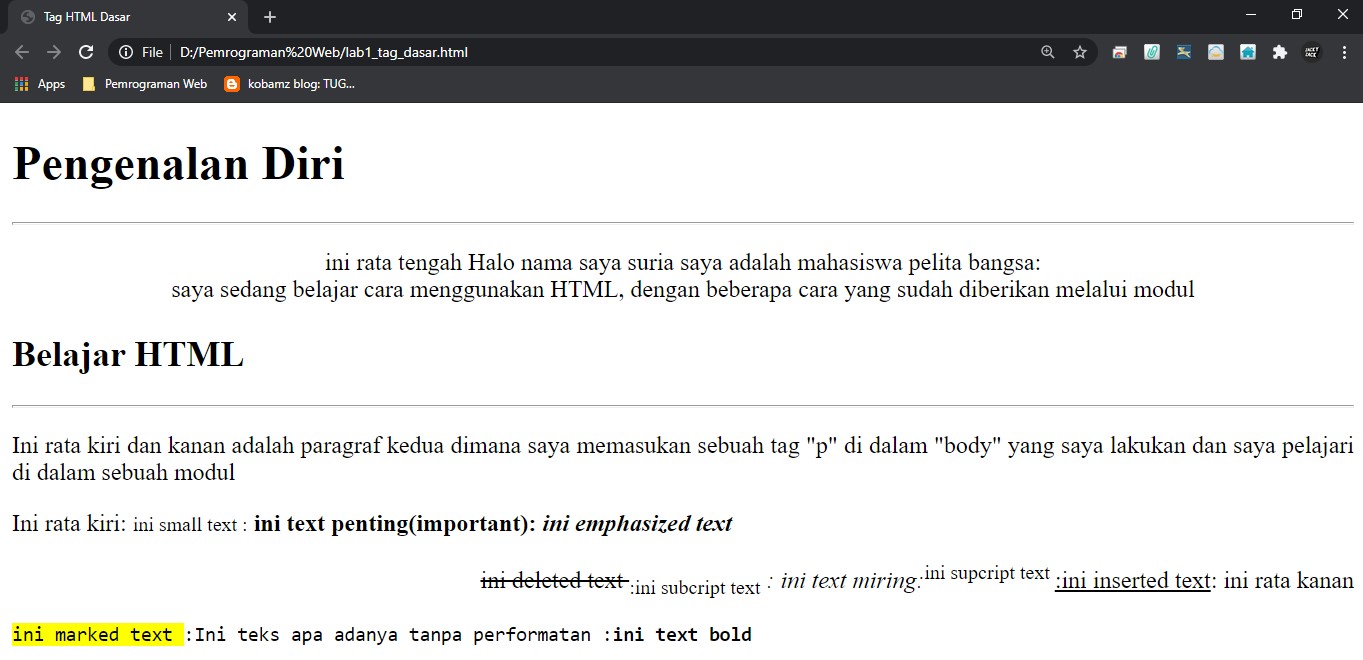 Tag HTML Dasar
File D:/Pemrograman%20Web/lab1_tag_dasar.html
Apps Pemrograman Web kobamz blog: TUG...
Pengenalan Diri
ini rata tengah Halo nama saya suria saya adalah mahasiswa pelita bangsa:
saya sedang belajar cara menggunakan HTML, dengan beberapa cara yang sudah diberikan melalui modul
Belajar HTML
Ini rata kiri dan kanan adalah paragraf kedua dimana saya memasukan sebuah tag "p" di dalam "body" yang saya lakukan dan saya pelajari
di dalam sebuah modul
Ini rata kiri: ini small text : ini text penting(important): ini emphasized text
ini deleted text :ini subcript text : ini text miring:ini supcript text :ini inserted text: ini rata kanan
ini marked text :Ini teks apa adanya tanpa performatan :ini text bold